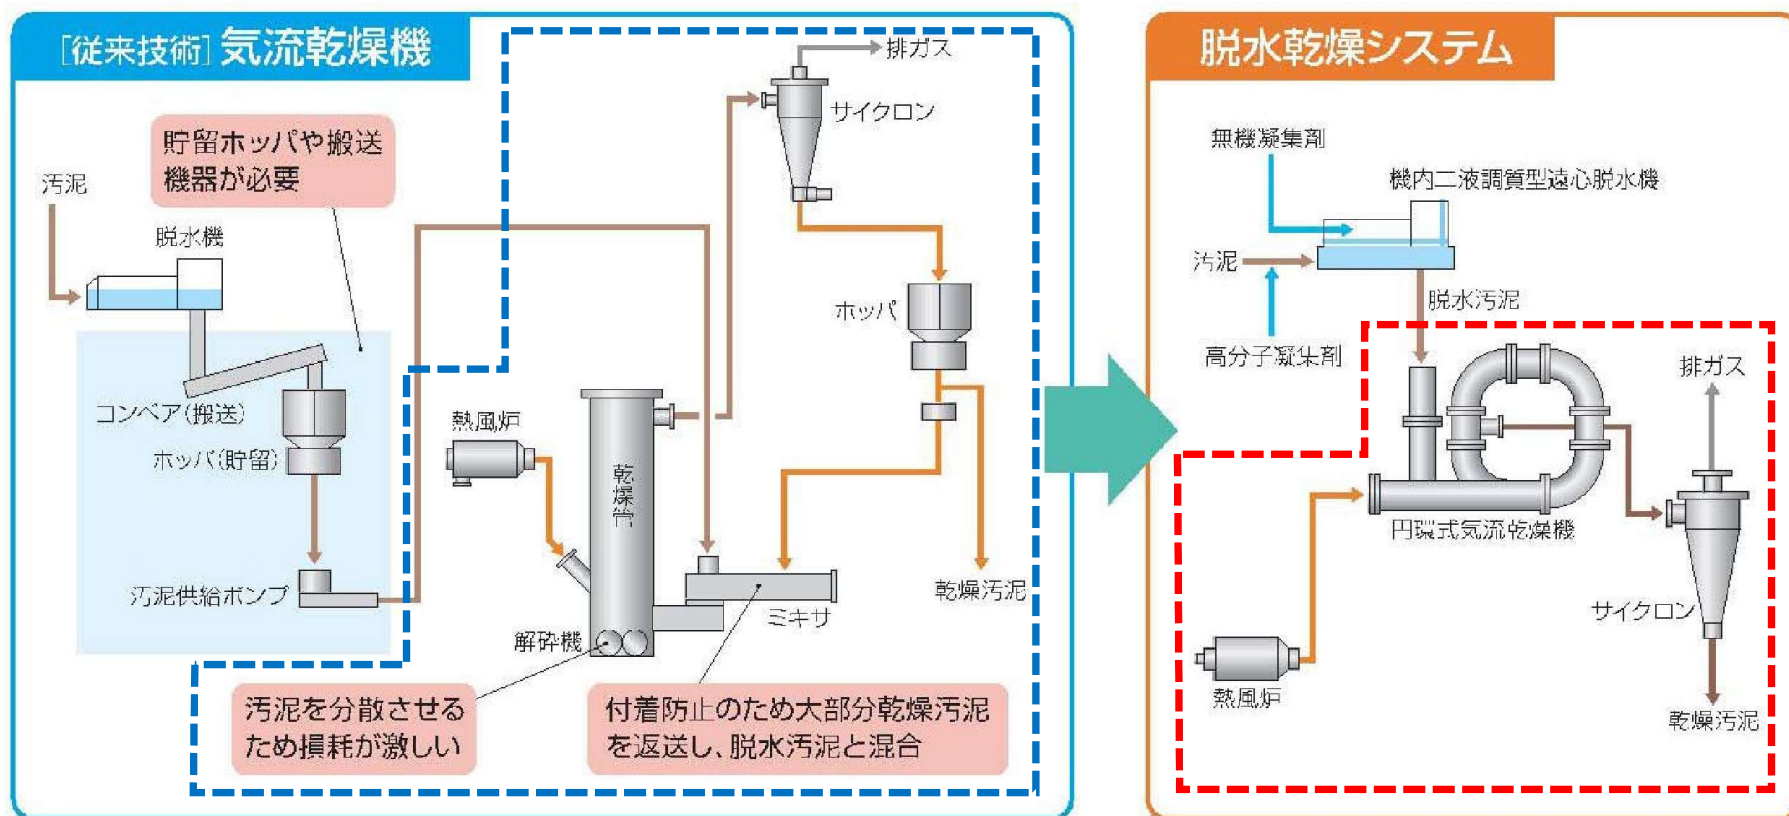 [従来技術] 気流乾燥機
貯留ホッパや搬送
機器が必要
汚泥
脱水機
コンベア(搬送)
ホッパ(貯留)
汚泥供給ポンプ
排ガス
サイクロン
ホッパ
熱風炉
乾燥管
解砕機
ミキサ
乾燥汚泥
汚泥を分散させる
ため損耗が激しい
付着防止のため大部分乾燥汚泥
を返送し、脱水汚泥と混合
脱水乾燥システム
無機凝集剤
機内二液調質型遠心脱水機
汚泥
脱水汚泥
高分子凝集剤
排ガス
円環式気流乾燥機
サイクロン
熱風炉
乾燥汚泥